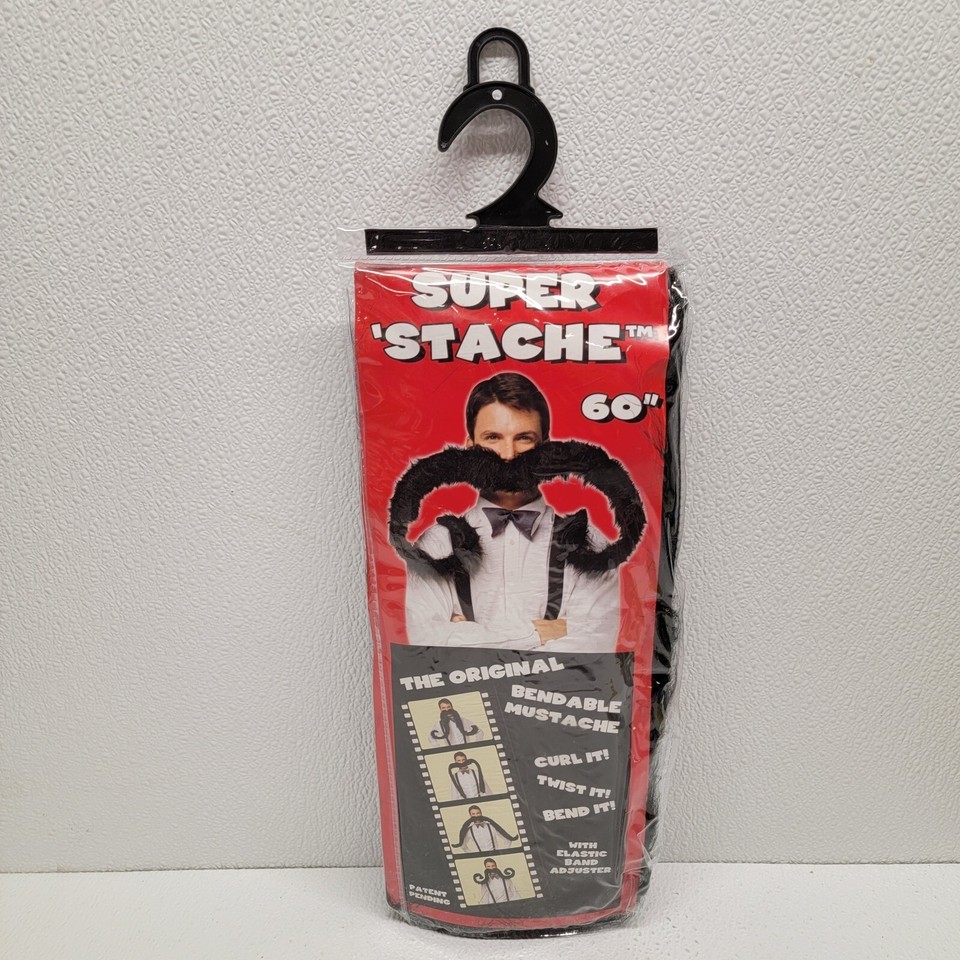 SUPER
'STACHE™
60"
THE ORIGINAL
BENDABLE
MUSTACHE
CURL IT!
TWIST IT!
BEND IT!
WITH
ELASTIC
BAND
ADJUSTER
PATENT
PENDING